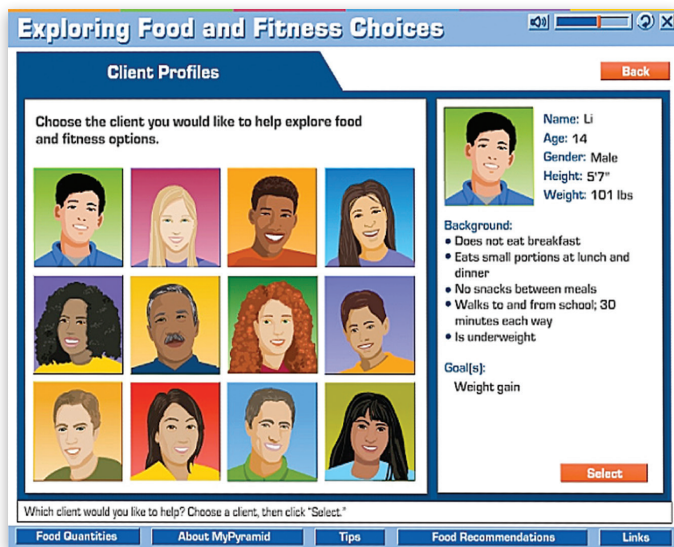 Exploring Food and Fitness Choices
Client Profiles
Back
Choose the client you would like to help explore food
and fitness options.
Name: Li
Age: 14
Gender: Male
Height: 5'7"
Weight: 101 lbs
Background:
• Does not eat breakfast
• Eats small portions at lunch and
dinner
• No snacks between meals
• Walks to and from school; 30
minutes each way
• Is underweight
Goal(s):
Weight gain
Select
Which client would you like to help? Choose a client, then click "Select."
Food Quantities
About MyPyramid
Tips
Food Recommendations
Links